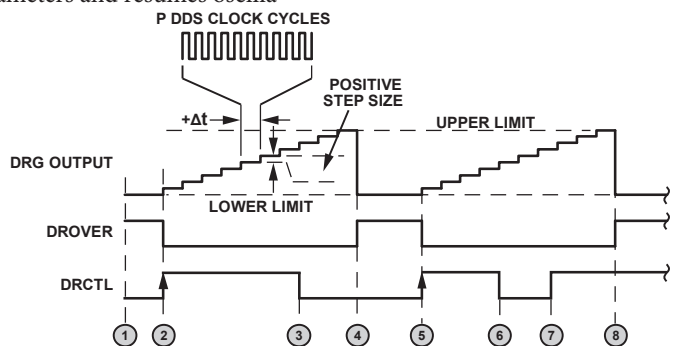 P DDS CLOCK CYCLES
POSITIVE
STEP SIZE
+Δt
UPPER LIMIT
DRG OUTPUT
LOWER LIMIT
DROVER
DRCTL
1 2 3 4 5 6 7 8